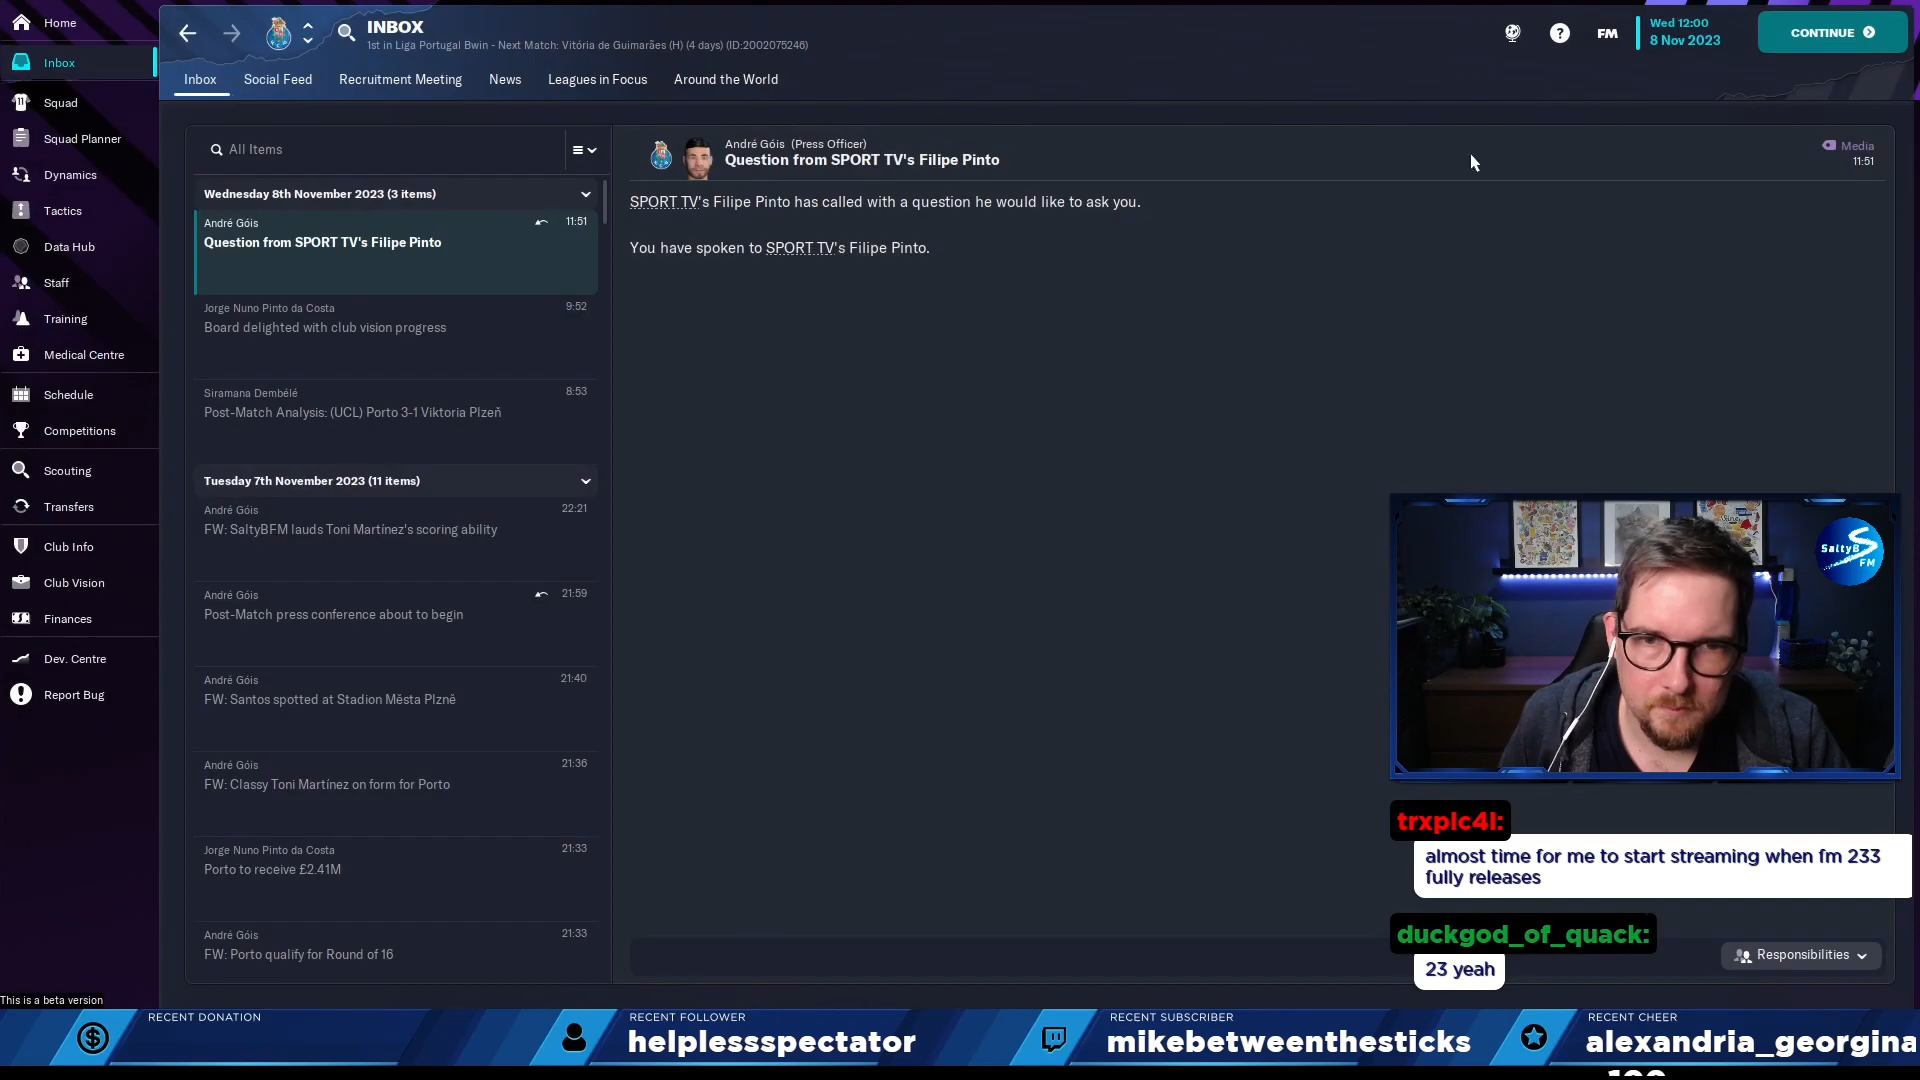 Home
Inbox
Squad
Squad Planner
Dynamics
Tactics
Data Hub
Staff
Training
Medical Centre
Schedule
Competitions
Scouting
Transfers
Club Info
Club Vision
Finances
Dev. Centre
Report Bug
This is a beta version
INBOX
1st in Liga Portugal Bwin - Next Match: Vitória de Guimarães (H) (4 days) (ID:2002075246)
FM
Wed 12:00
8 Nov 2023
CONTINUE
Inbox
Social Feed
Recruitment Meeting
News
Leagues in Focus
Around the World
All Items
Wednesday 8th November 2023 (3 items)
André Góis 11:51
Question from SPORT TV's Filipe Pinto
Jorge Nuno Pinto da Costa 9:52
Board delighted with club vision progress
Siramana Dembélé 8:53
Post-Match Analysis: (UCL) Porto 3-1 Viktoria Plzeň
Tuesday 7th November 2023 (11 items)
André Góis 22:21
FW: SaltyBFM lauds Toni Martínez's scoring ability
André Góis 21:59
Post-Match press conference about to begin
André Góis 21:40
FW: Santos spotted at Stadion Města Plzně
André Góis 21:36
FW: Classy Toni Martínez on form for Porto
Jorge Nuno Pinto da Costa 21:33
Porto to receive £2.41M
André Góis 21:33
FW: Porto qualify for Round of 16
André Góis (Press Officer)
Question from SPORT TV's Filipe Pinto
Media
11:51
SPORT TV's Filipe Pinto has called with a question he would like to ask you.
You have spoken to SPORT TV's Filipe Pinto.
SaltyB
FM
trxplc4l:
almost time for me to start streaming when fm 233
fully releases
duckgod_of_quack:
23 yeah
Responsibilities
RECENT DONATION
RECENT FOLLOWER
helplessspectator
RECENT SUBSCRIBER
mikebetweenthesticks
RECENT CHEER
alexandria_georgina